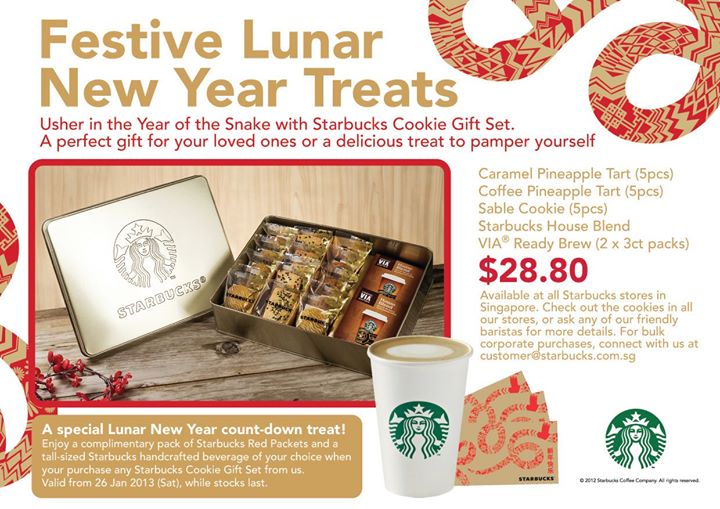 Festive Lunar
New Year Treats
Usher in the Year of the Snake with Starbucks Cookie Gift Set.
A perfect gift for your loved ones or a delicious treat to pamper yourself
STARBUCKS®
VIA
VIA
Caramel Pineapple Tart (5pcs)
Coffee Pineapple Tart (5pcs)
Sable Cookie (5pcs)
Starbucks House Blend
VIA® Ready Brew (2 x 3ct packs)
$28.80
Available at all Starbucks stores in
Singapore. Check out the cookies in all
our stores, or ask any of our friendly
baristas for more details. For bulk
corporate purchases, connect with us at
customer@starbucks.com.sg
A special Lunar New Year count-down treat!
Enjoy a complimentary pack of Starbucks Red Packets and a
tall-sized Starbucks handcrafted beverage of your choice when
your purchase any Starbucks Cookie Gift Set from us.
Valid from 26 Jan 2013 (Sat), while stocks last.
新年快乐
STARBUCKS
© 2012 Starbucks Coffee Company. All rights reserved.